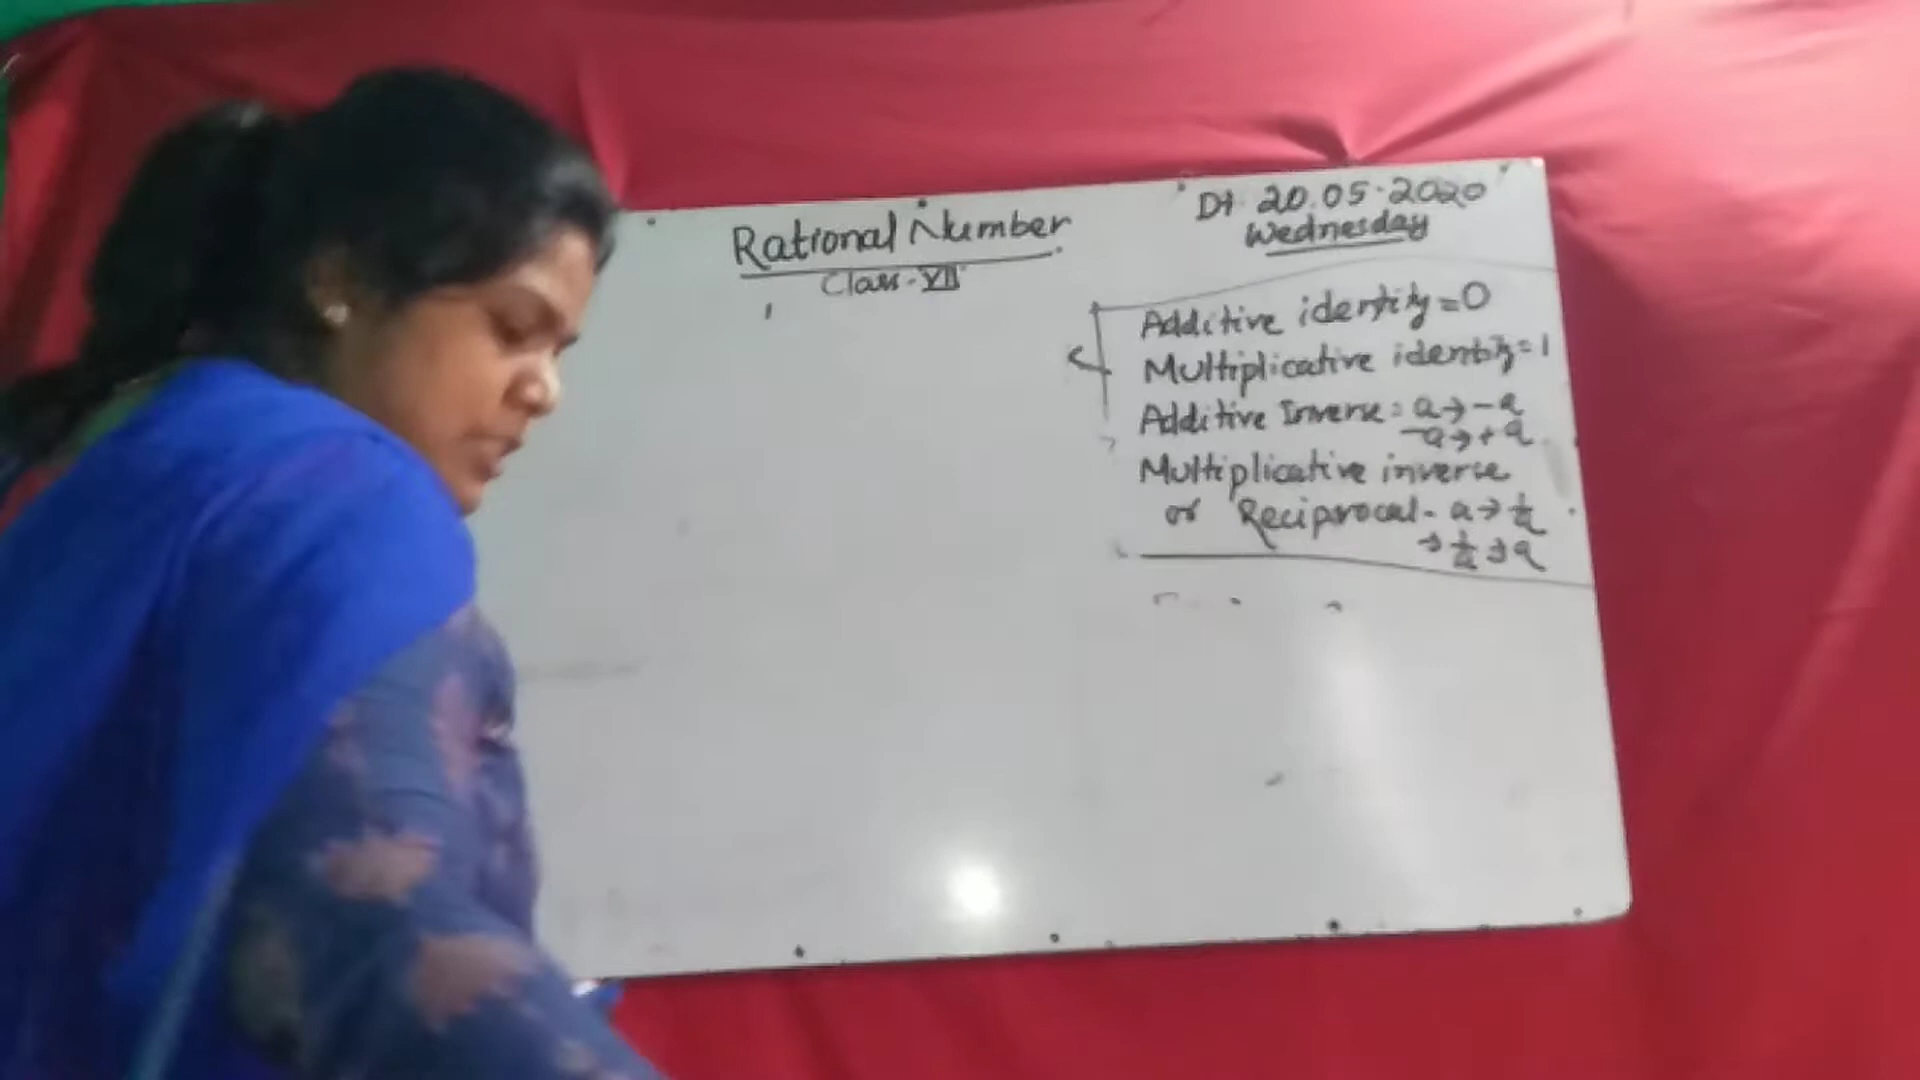 Rational Number
Class-VII
Dt 20.05.2020
Wednesday
Additive identity=0
Multiplicative identity=1
Additive Inverse: a→-a
-a→+a
Multiplicative inverse
or Reciprocal- a→1/a
→1/a→a